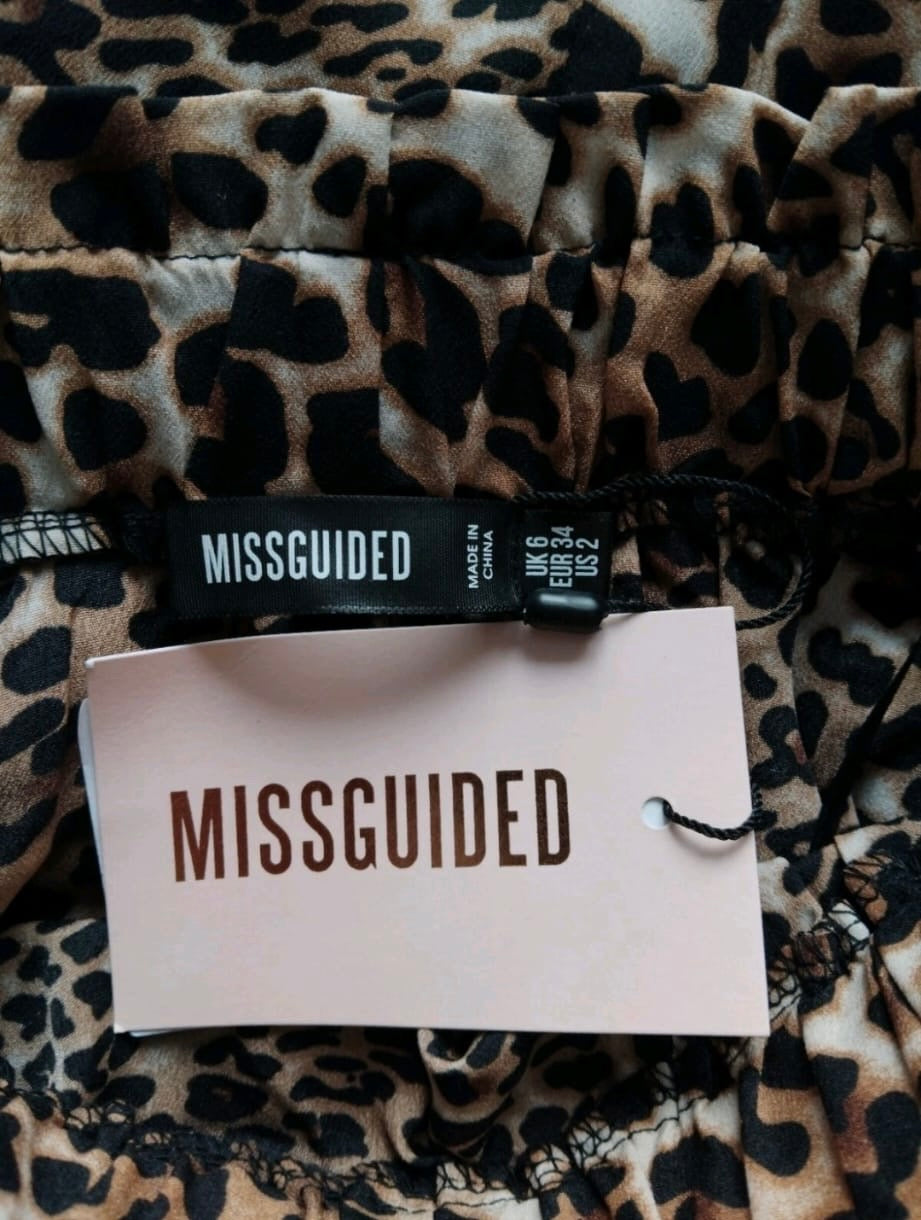 MISSGUIDED
MADE IN
CHINA
UK 6
EUR 34
US 2
MISSGUIDED